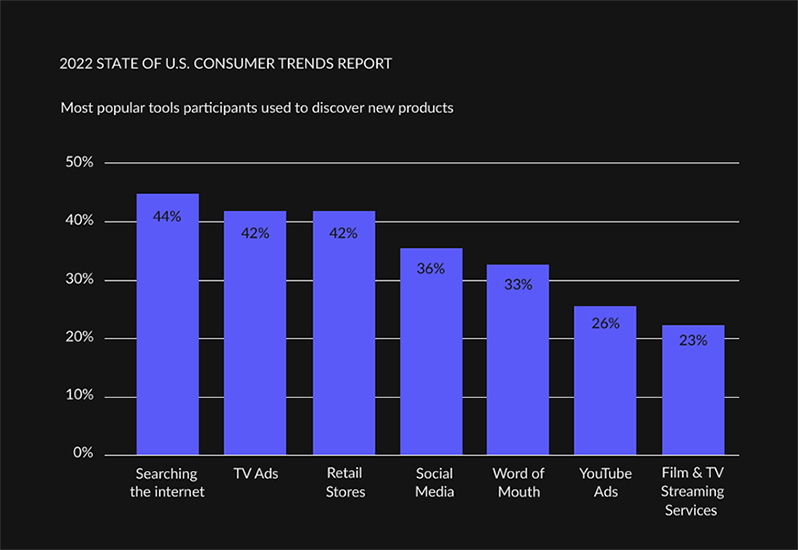 2022 STATE OF U.S. CONSUMER TRENDS REPORT
Most popular tools participants used to discover new products
50%
40%
30%
20%
10%
0%
44%
42%
42%
36%
33%
26%
23%
Searching
the internet
TV Ads
Retail
Stores
Social
Media
Word of
Mouth
YouTube
Ads
Film & TV
Streaming
Services